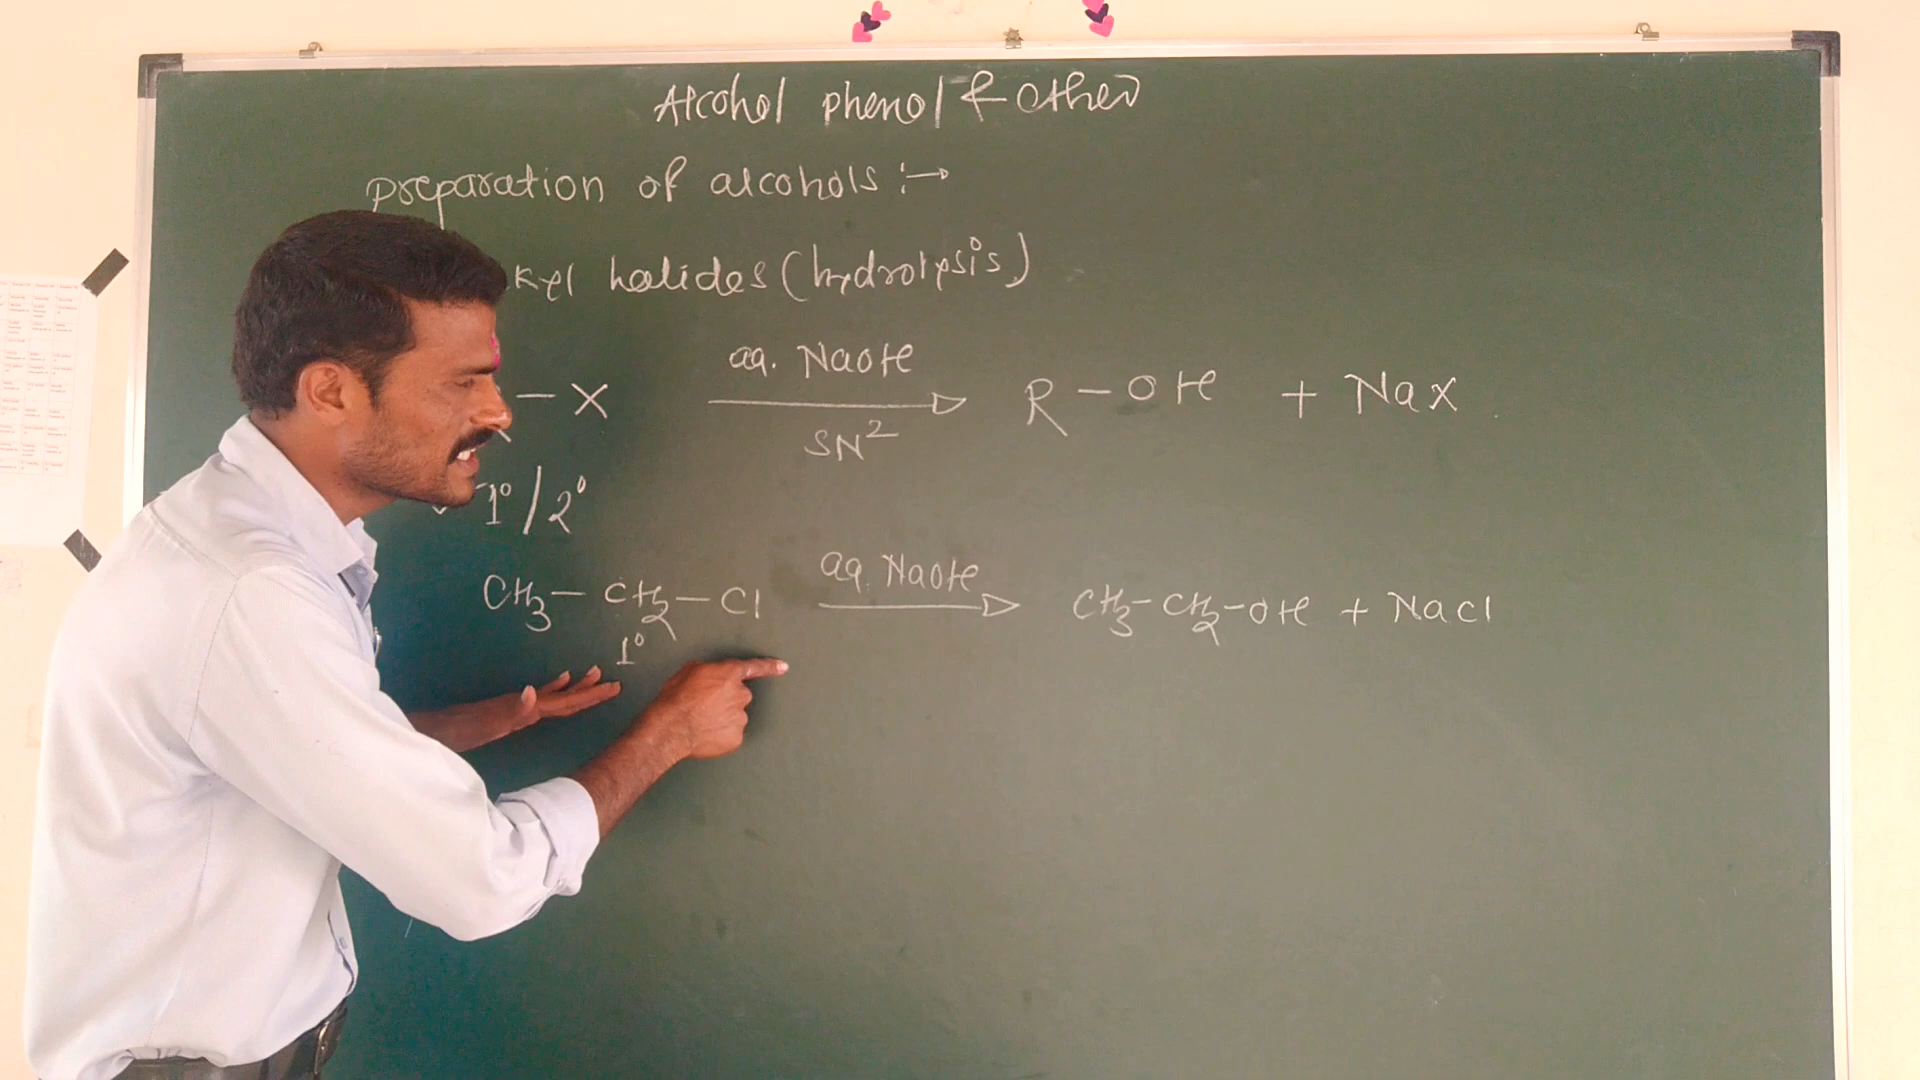 Alcohol phenol & other
preparation of alcohols :→
kyl halides (hydrolysis)
aq. NaOH
– X → R – OH + NaX
SN2
1° / 2°
aq. NaOH
CH3 – CH2 – Cl → CH3 – CH2 – OH + NaCl
1°